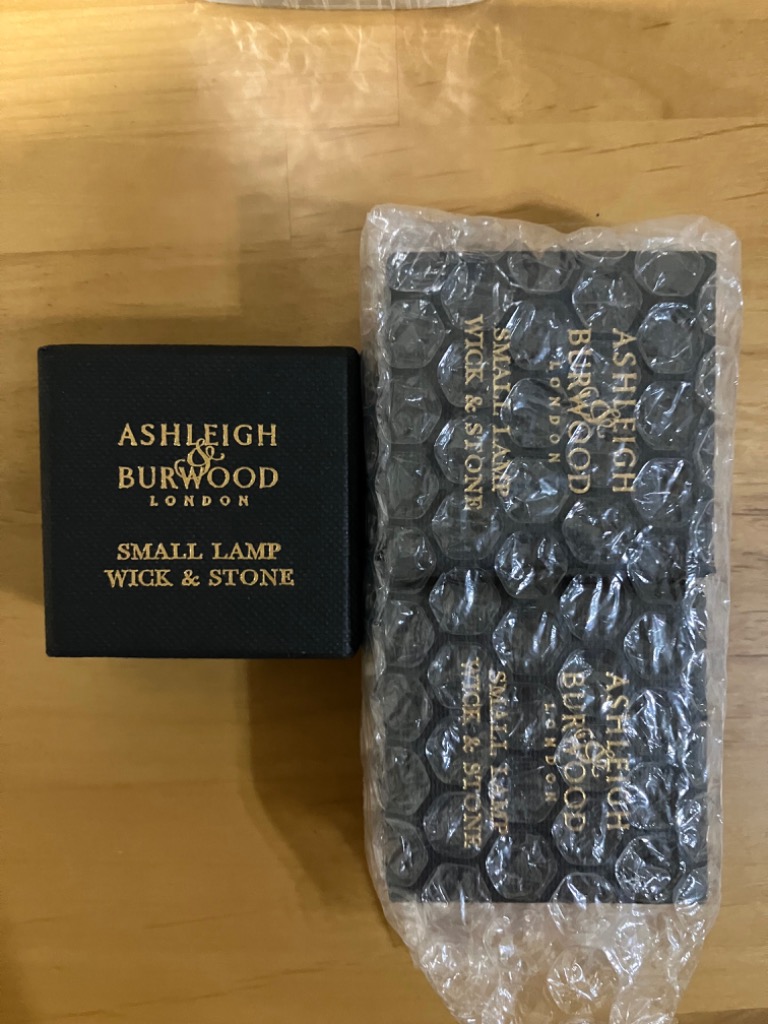 ASHLEIGH
&
BURWOOD
LONDON
SMALL LAMP
WICK & STONE
ASHLEIGH
&
BURWOOD
LONDON
SMALL LAMP
WICK & STONE
ASHLEIGH
&
BURWOOD
LONDON
SMALL LAMP
WICK & STONE